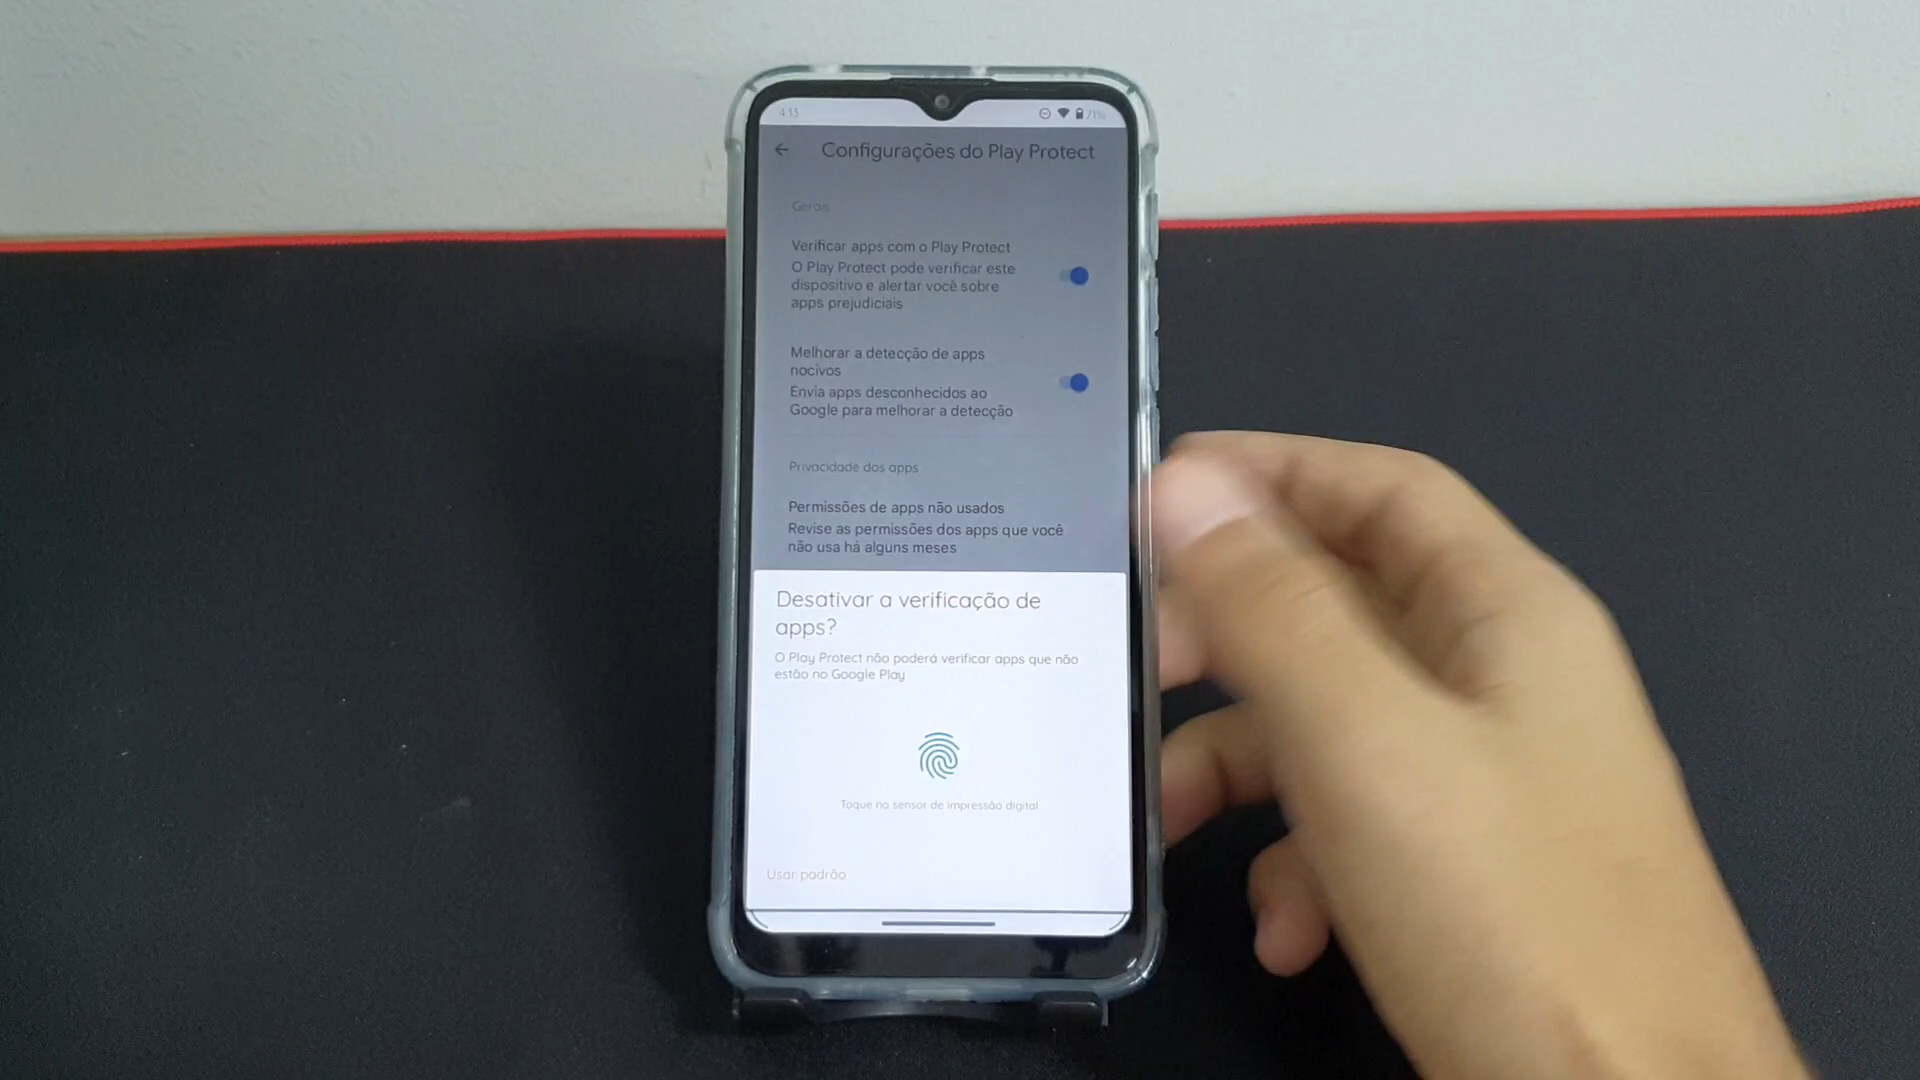 4:13
71%
Configurações do Play Protect
Gerais
Verificar apps com o Play Protect
O Play Protect pode verificar este
dispositivo e alertar você sobre
apps prejudiciais
Melhorar a detecção de apps
nocivos
Envia apps desconhecidos ao
Google para melhorar a detecção
Privacidade dos apps
Permissões de apps não usados
Revise as permissões dos apps que você
não usa há alguns meses
Desativar a verificação de
apps?
O Play Protect não poderá verificar apps que não
estão no Google Play
Toque no sensor de impressão digital
Usar padrão